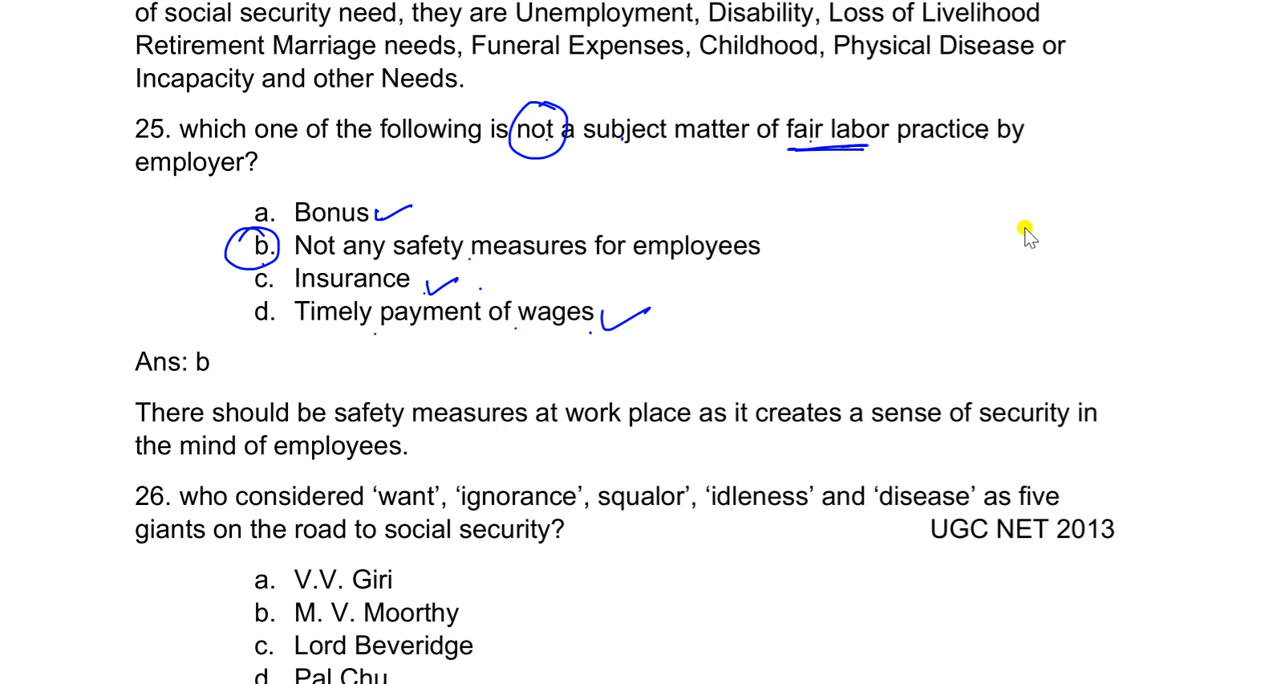 of social security need, they are Unemployment, Disability, Loss of Livelihood
Retirement Marriage needs, Funeral Expenses, Childhood, Physical Disease or
Incapacity and other Needs.
25. which one of the following is not a subject matter of fair labor practice by
employer?
a. Bonus
b. Not any safety measures for employees
c. Insurance
d. Timely payment of wages
Ans: b
There should be safety measures at work place as it creates a sense of security in
the mind of employees.
26. who considered ‘want’, ‘ignorance’, squalor’, ‘idleness’ and ‘disease’ as five
giants on the road to social security? UGC NET 2013
a. V.V. Giri
b. M. V. Moorthy
c. Lord Beveridge
d. Pal Chu